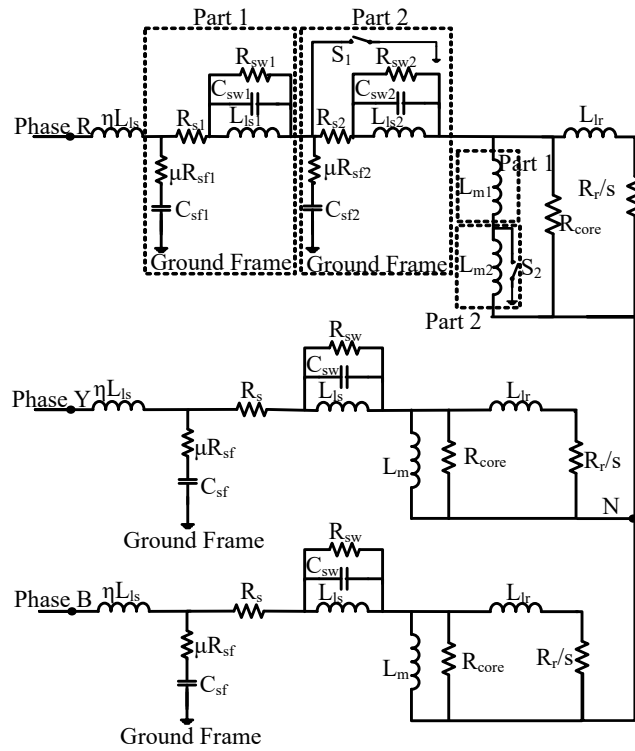 Part 1
Part 2
S1
Rsw1
Rsw2
Csw1
Csw2
Phase R
ηLls
Rs1
Lls1
Rs2
Lls2
Llr
μRsf1
μRsf2
Part 1
Lm1
Rr/s
Csf1
Csf2
Rcore
Lm2
S2
Ground Frame
Ground Frame
Part 2
Rsw
Csw
Phase Y
ηLls
Rs
Lls
Llr
μRsf
Lm
Rcore
Rr/s
Csf
N
Ground Frame
Rsw
Csw
Phase B
ηLls
Rs
Lls
Llr
μRsf
Lm
Rcore
Rr/s
Csf
Ground Frame